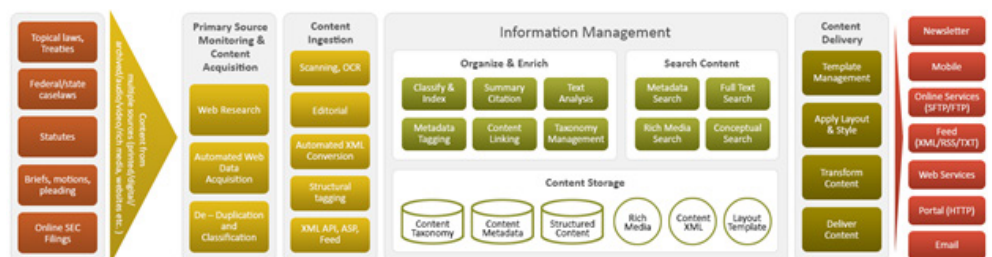 Topical laws,
Treaties
Federal/state
caselaws
Statutes
Briefs, motions,
pleading
Online SEC
Filings
Content from
multiple sources (printed/digital/
archived/audio/video/rich media, websites etc. )
Primary Source
Monitoring &
Content
Acquisition
Web Research
Automated Web
Data
Acquisition
De – Duplication
and
Classification
Content
Ingestion
Scanning, OCR
Editorial
Automated XML
Conversion
Structural
tagging
XML API, ASP,
Feed
Information Management
Organize & Enrich
Classify &
Index
Summary
Citation
Text
Analysis
Metadata
Tagging
Content
Linking
Taxonomy
Management
Search Content
Metadata
Search
Full Text
Search
Rich Media
Search
Conceptual
Search
Content Storage
Content
Taxonomy
Content
Metadata
Structured
Content
Rich
Media
Content
XML
Layout
Template
Content
Delivery
Template
Management
Apply Layout
& Style
Transform
Content
Deliver
Content
Newsletter
Mobile
Online Services
(SFTP/FTP)
Feed
(XML/RSS/TXT)
Web Services
Portal (HTTP)
Email